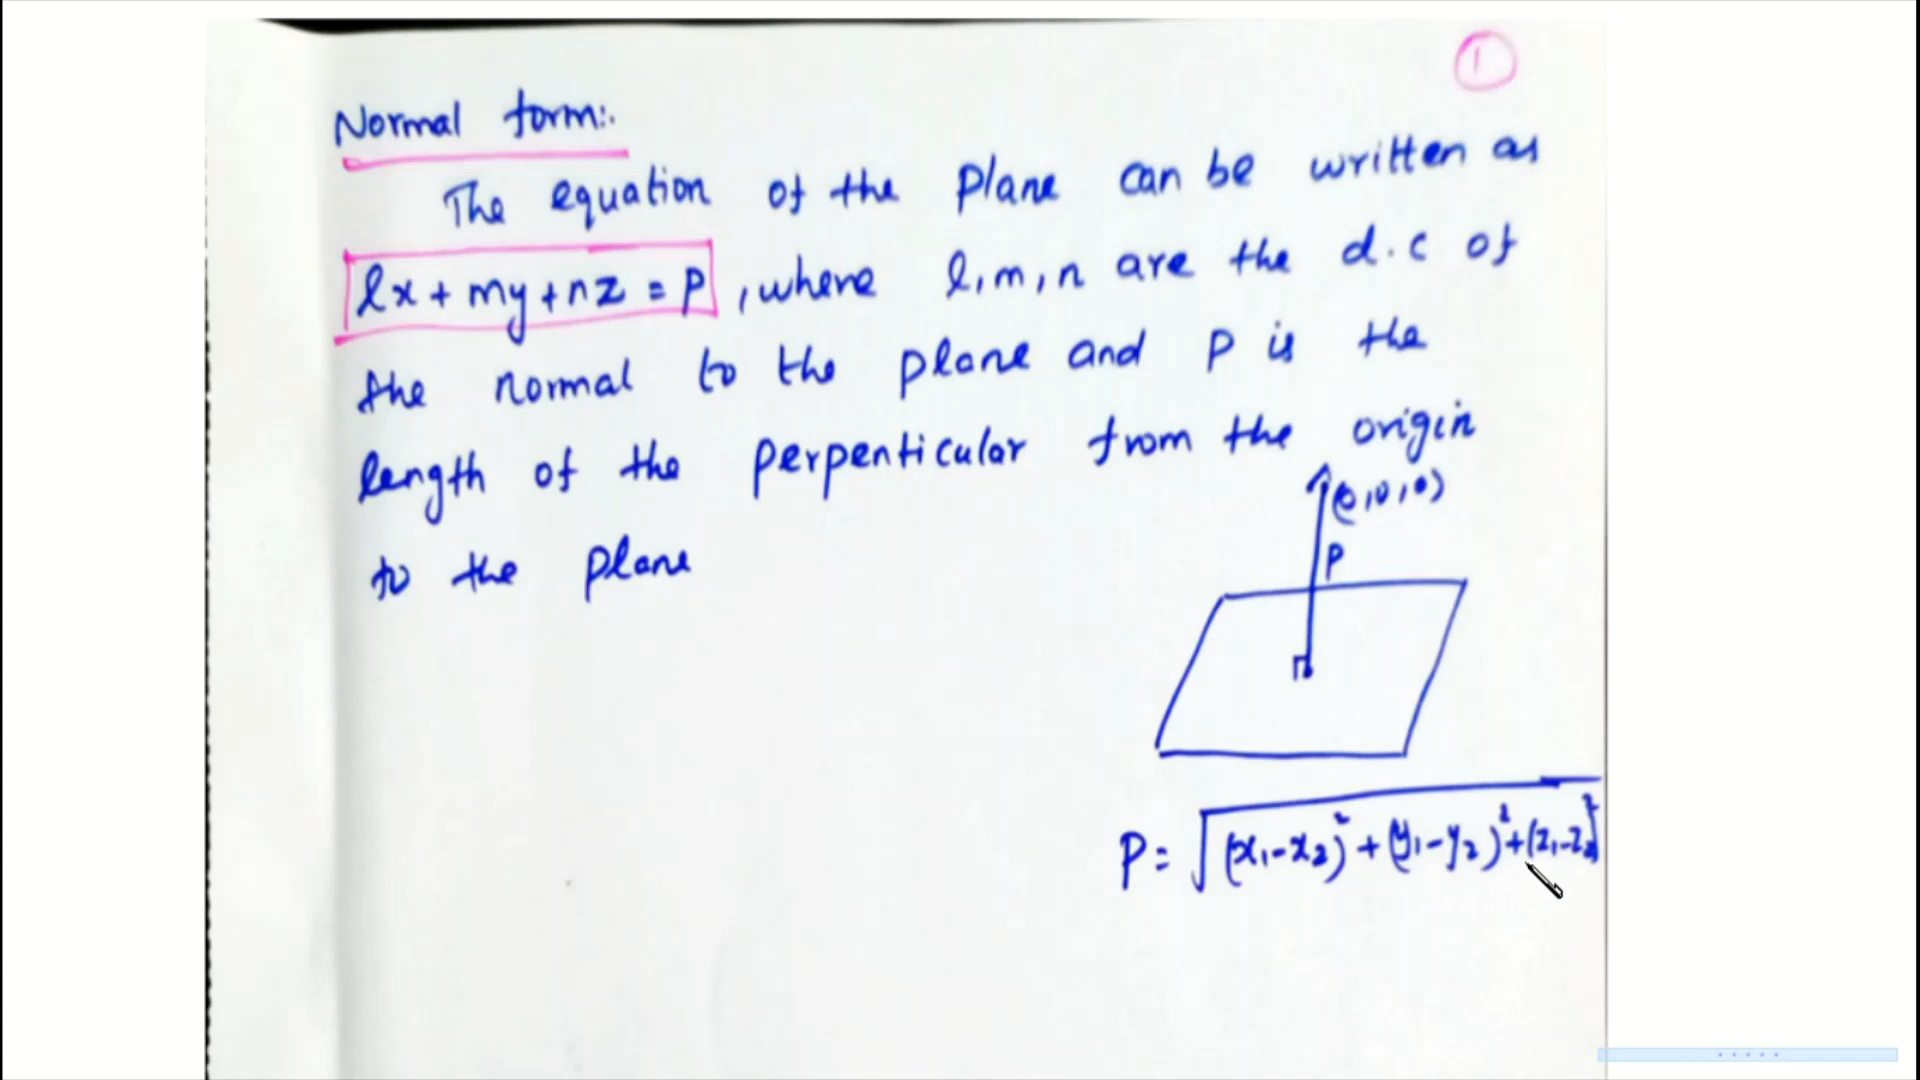 1
Normal form:.
The equation of the plane can be written as
lx + my + nz = p , where l, m, n are the d.c of
the normal to the plane and p is the
length of the perpenticular from the origin
to the plane
(0,0,0)
P
P = √(x₁-x₂)² + (y₁-y₂)² + (z₁-z₂)²